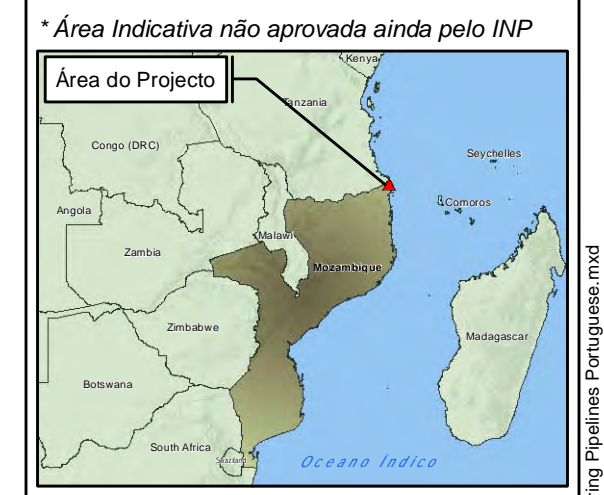 * Área Indicativa não aprovada ainda pelo INP
Kenya
Área do Projecto
Tanzania
Congo (DRC)
Seychelles
Angola
Comoros
Malawi
Zambia
Mozambique
Zimbabwe
Madagascar
Botswana
South Africa
Swaziland
Oceano Índico
ing Pipelines Portuguese.mxd